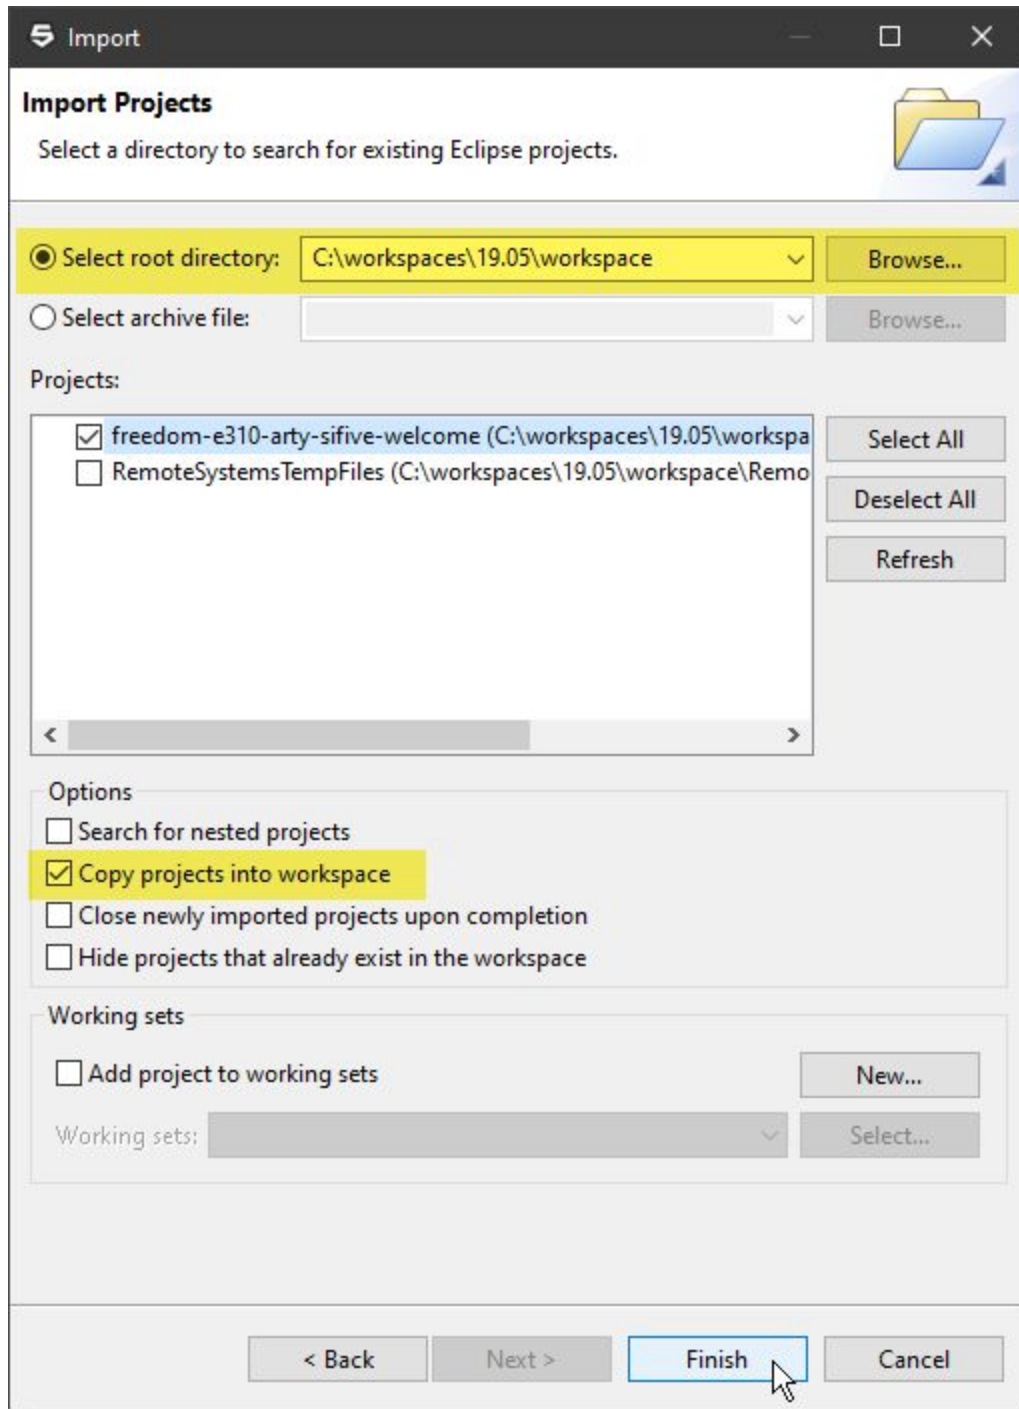 Import
Import Projects
Select a directory to search for existing Eclipse projects.
Select root directory: C:\workspaces\19.05\workspace Browse...
Select archive file: Browse...
Projects:
freedom-e310-arty-sifive-welcome (C:\workspaces\19.05\workspa Select All
RemoteSystemsTempFiles (C:\workspaces\19.05\workspace\Remo
Deselect All
Refresh
Options
Search for nested projects
Copy projects into workspace
Close newly imported projects upon completion
Hide projects that already exist in the workspace
Working sets
Add project to working sets New...
Working sets: Select...
< Back Next > Finish Cancel